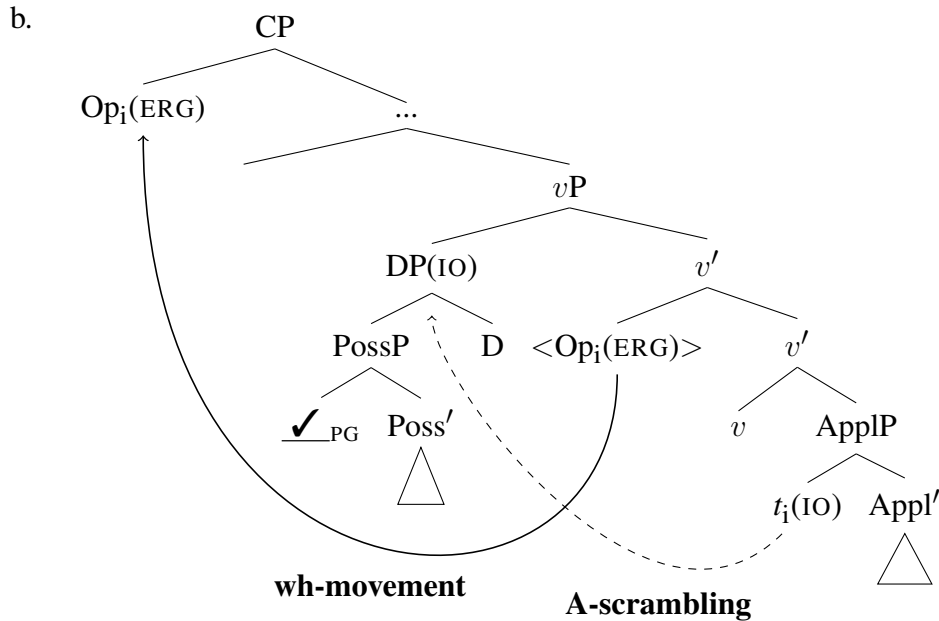 b.
CP
Opi(ERG) ...
vP
DP(IO) v′
PossP D <Opi(ERG)> v′
✓PG Poss′ v ApplP
ti(IO) Appl′
wh-movement
A-scrambling